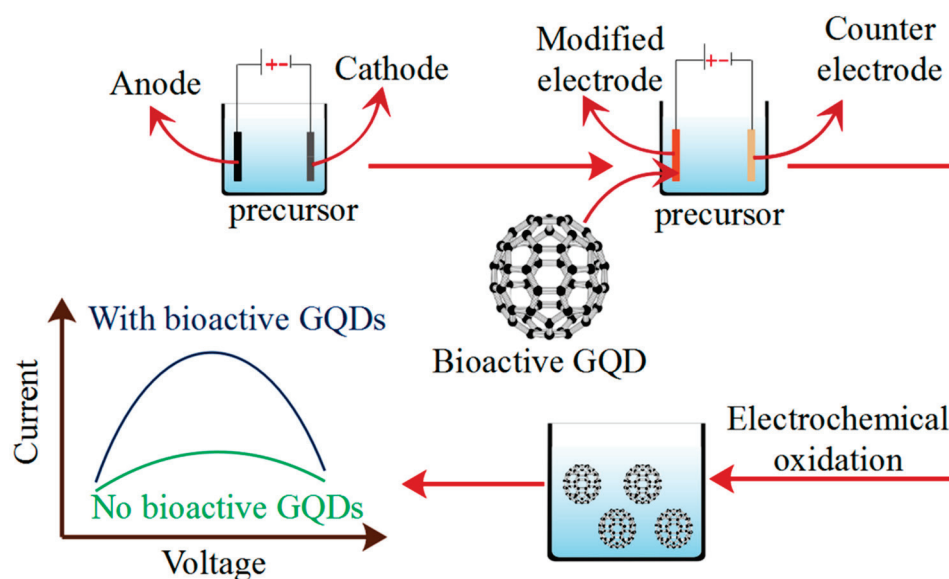 Anode
Cathode
precursor
Modified
electrode
Counter
electrode
precursor
Bioactive GQD
With bioactive GQDs
Current
No bioactive GQDs
Voltage
Electrochemical
oxidation